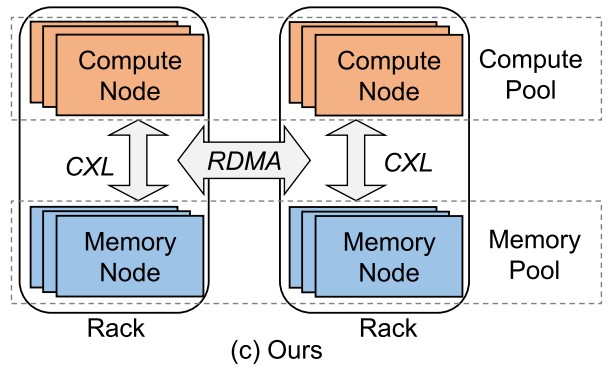 Compute
Node
Compute
Node
Compute
Pool
CXL
RDMA
CXL
Memory
Node
Memory
Node
Memory
Pool
Rack
Rack
(c) Ours